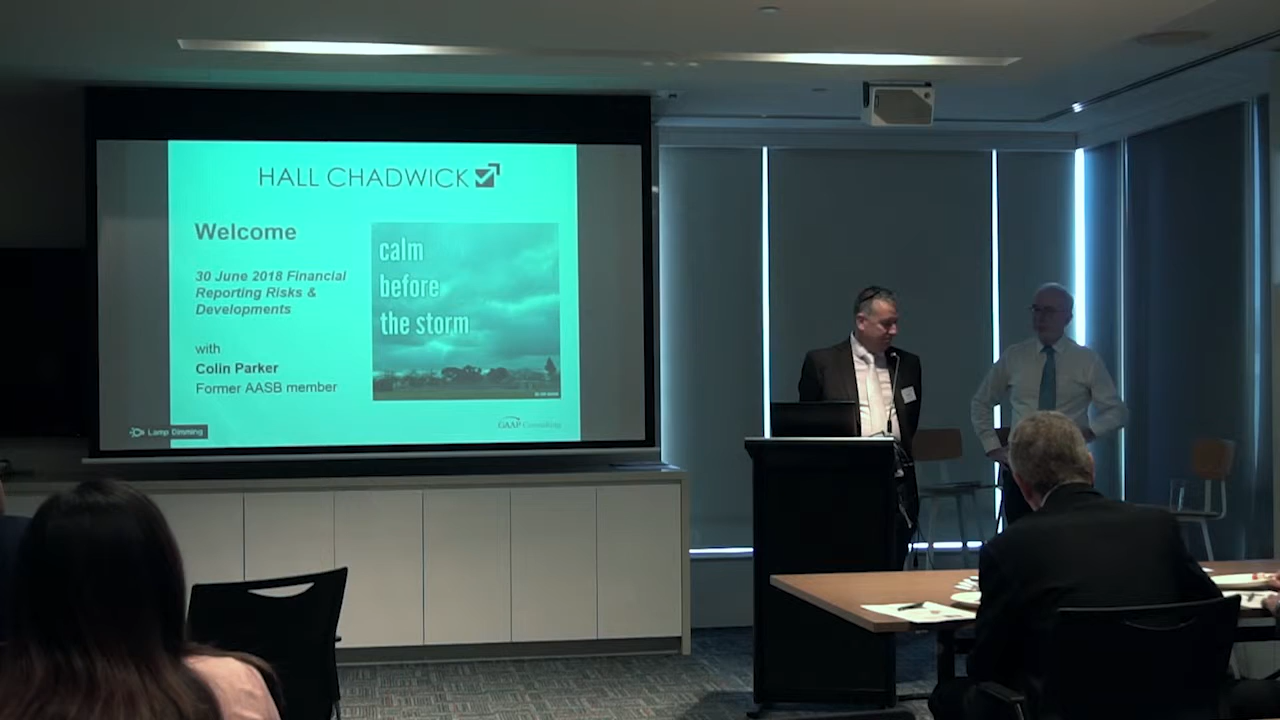 HALL CHADWICK
Welcome
30 June 2018 Financial
Reporting Risks &
Developments
with
Colin Parker
Former AASB member
calm
before
the storm
Lamp Dimming
GAAP Consulting